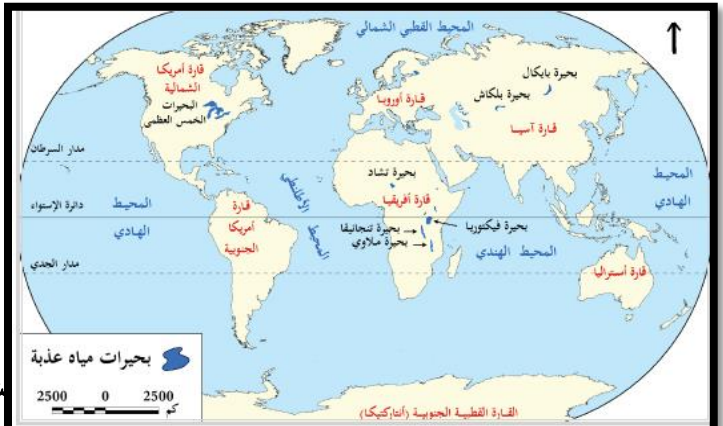 المحيط القطبي الشمالي
قارة أمريكا
الشمالية
البحيرات
الخمس العظمى
قارة أوروبا
بحيرة بايكال
بحيرة بلكاش
قارة آسيا
مدار السرطان
بحيرة تشاد
قارة أفريقيا
المحيط الأطلنطي
المحيط
الهادي
دائرة الإستواء
المحيط
الهادي
قارة
أمريكا
الجنوبية
بحيرة فيكتوريا
بحيرة تنجانيقا
بحيرة ملاوي
المحيط الهندي
مدار الجدي
قارة أستراليا
بحيرات مياه عذبة
2500 0 2500
كم
القارة القطبية الجنوبية (أنتاركتيكا)